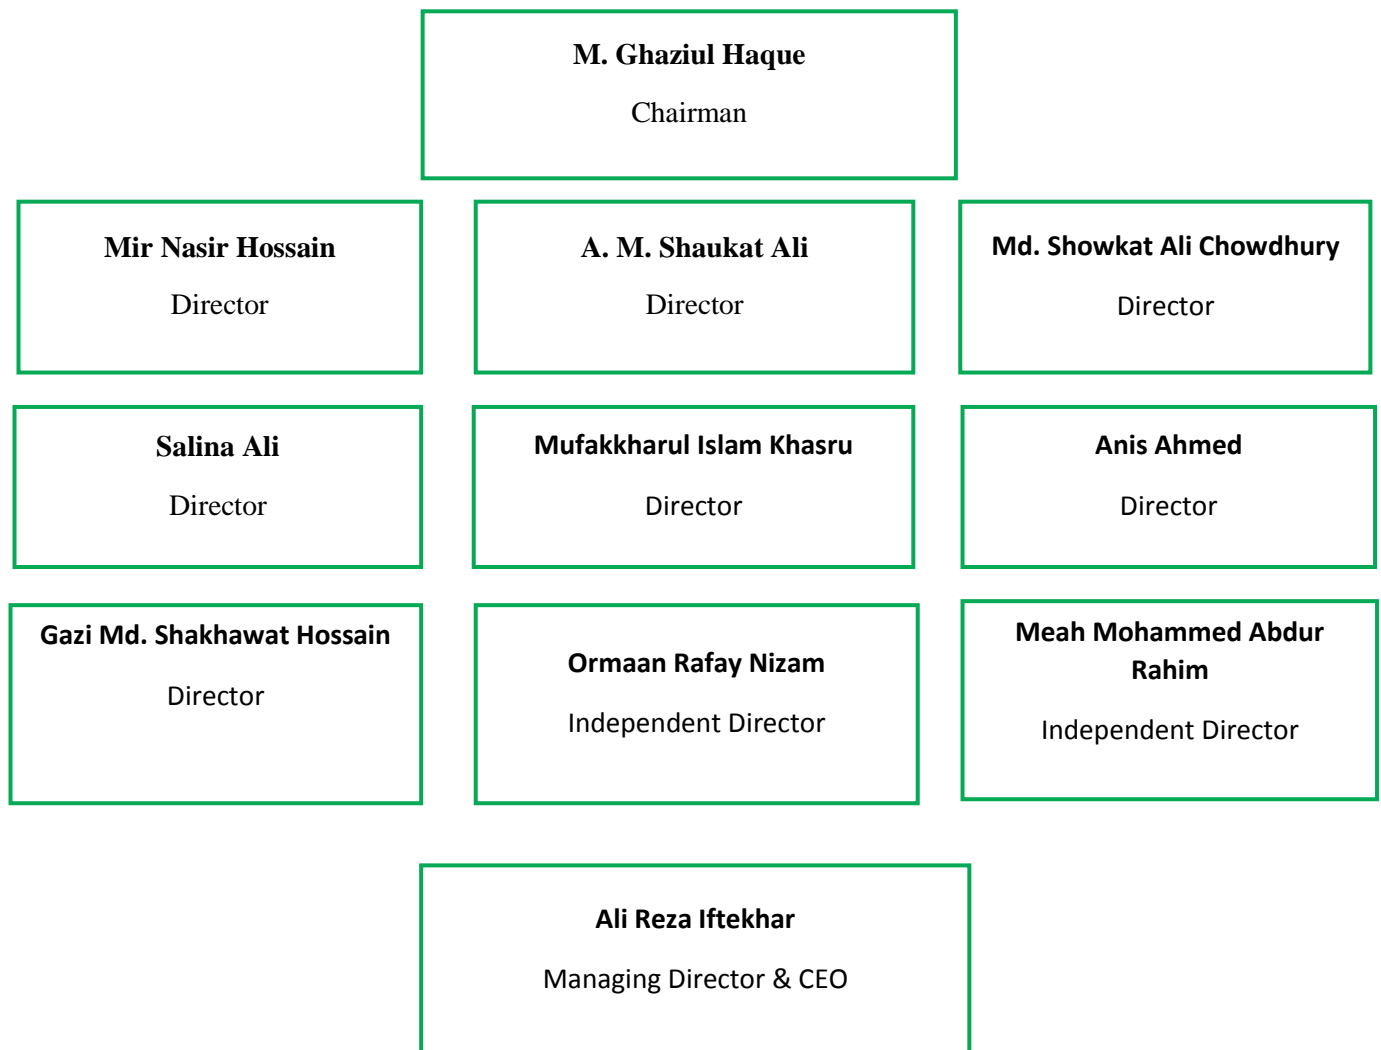 M. Ghaziul Haque
Chairman
Mir Nasir Hossain
Director
A. M. Shaukat Ali
Director
Md. Showkat Ali Chowdhury
Director
Salina Ali
Director
Mufakkharul Islam Khasru
Director
Anis Ahmed
Director
Gazi Md. Shakhawat Hossain
Director
Ormaan Rafay Nizam
Independent Director
Meah Mohammed Abdur
Rahim
Independent Director
Ali Reza Iftekhar
Managing Director & CEO